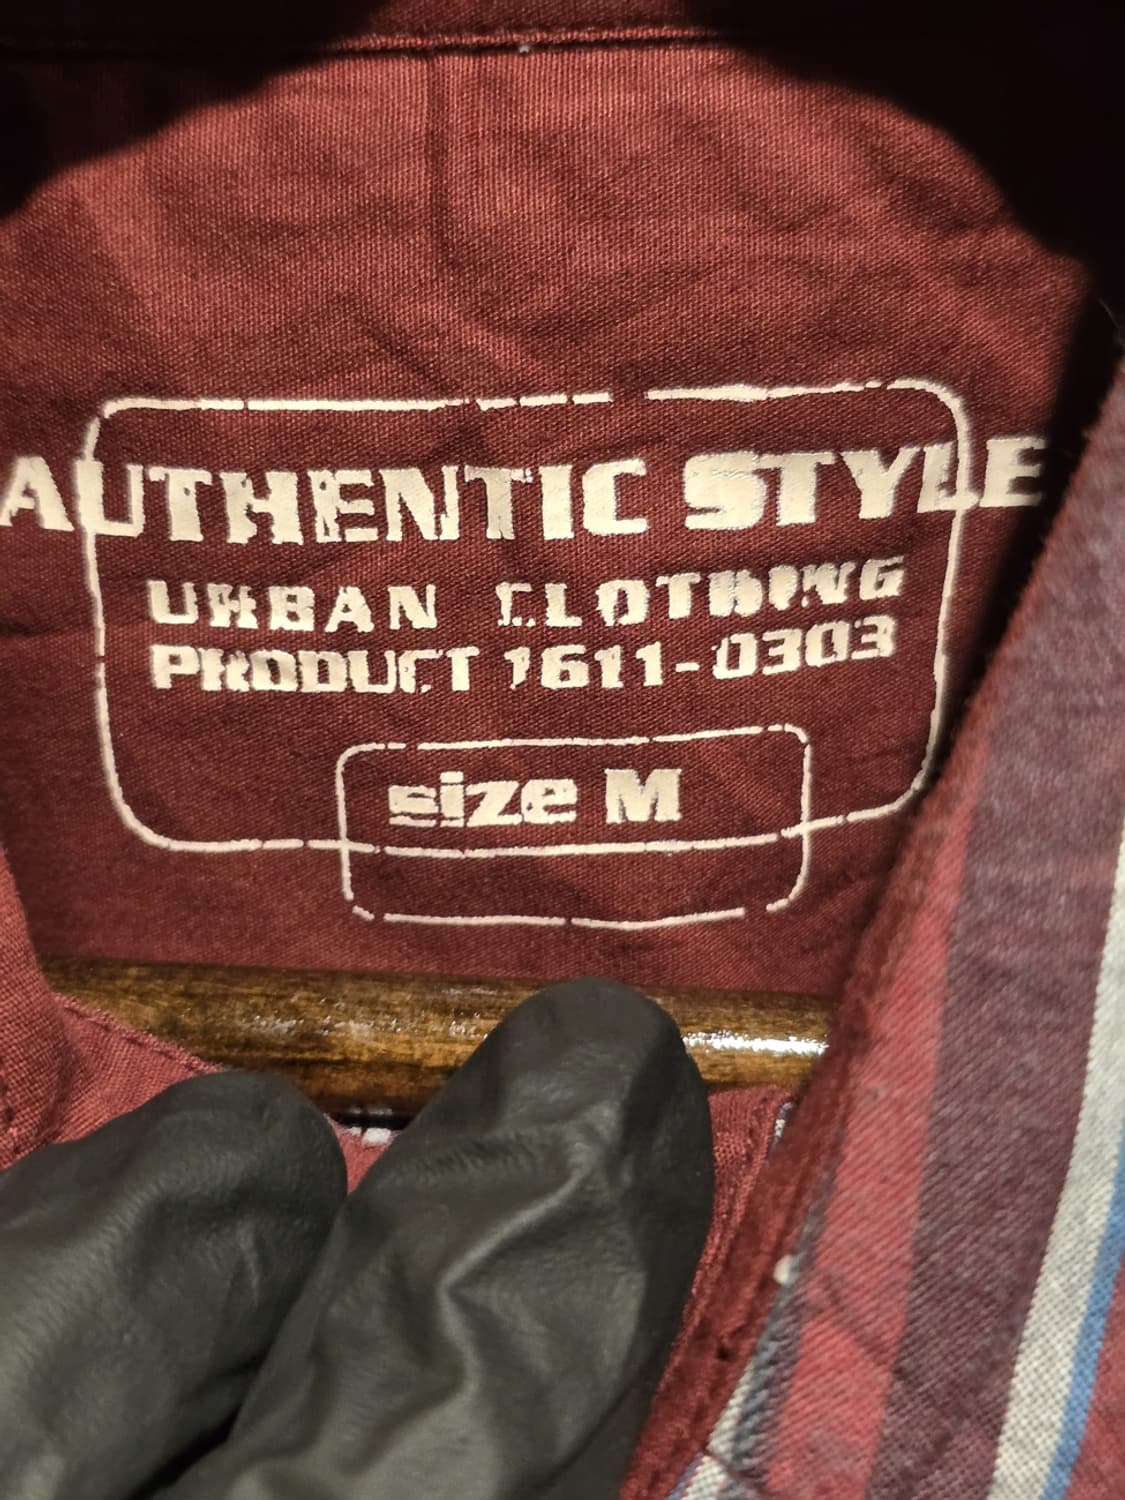 AUTHENTIC STYLE
URBAN CLOTHING
PRODUCT 1611-0303
size M